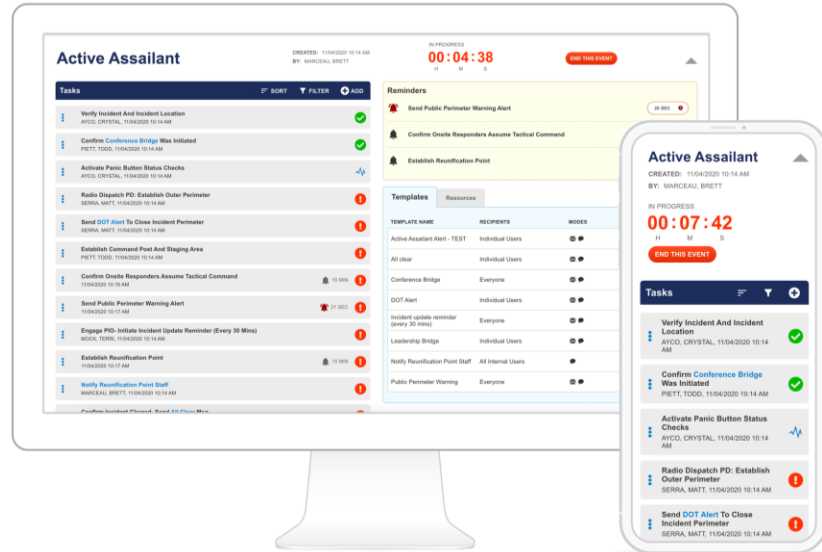 Active Assailant
CREATED: 11/04/2020 10:14 AM
BY: MARCEAU, BRETT
IN PROGRESS
00:04:38
H M S
END THIS EVENT
Tasks
SORT
FILTER
ADD
Verify Incident And Incident Location
AYCO, CRYSTAL, 11/04/2020 10:14 AM
Confirm Conference Bridge Was Initiated
PIETT, TODD, 11/04/2020 10:14 AM
Activate Panic Button Status Checks
AYCO, CRYSTAL, 11/04/2020 10:14 AM
Radio Dispatch PD: Establish Outer Perimeter
SERRA, MATT, 11/04/2020 10:14 AM
Send DOT Alert To Close Incident Perimeter
SERRA, MATT, 11/04/2020 10:14 AM
Establish Command Post And Staging Area
PIETT, TODD, 11/04/2020 10:14 AM
Confirm Onsite Responders Assume Tactical Command
11/04/2020 10:16 AM
10 MIN
Send Public Perimeter Warning Alert
11/04/2020 10:17 AM
21 SEC
Engage PIO- Initiate Incident Update Reminder (Every 30 Mins)
MOCK, TERRI, 11/04/2020 10:14 AM
Establish Reunification Point
11/04/2020 10:17 AM
15 MIN
Notify Reunification Point Staff
MARCEAU, BRETT, 11/04/2020 10:14 AM
Confirm Incident Cleared, Send All Clear
Reminders
Send Public Perimeter Warning Alert
20 SEC
Confirm Onsite Responders Assume Tactical Command
Establish Reunification Point
Templates
Resources
TEMPLATE NAME RECIPIENTS MODES
Active Assailant Alert - TEST Individual Users
All clear Individual Users
Conference Bridge Everyone
DOT Alert Individual Users
Incident update reminder
(every 30 mins) Everyone
Leadership Bridge Individual Users
Notify Reunification Point Staff All Internal Users
Public Perimeter Warning Everyone
Active Assailant
CREATED: 11/04/2020 10:14 AM
BY: MARCEAU, BRETT
IN PROGRESS
00:07:42
H M S
END THIS EVENT
Tasks
Verify Incident And Incident
Location
AYCO, CRYSTAL, 11/04/2020 10:14
AM
Confirm Conference Bridge
Was Initiated
PIETT, TODD, 11/04/2020 10:14 AM
Activate Panic Button Status
Checks
AYCO, CRYSTAL, 11/04/2020 10:14
AM
Radio Dispatch PD: Establish
Outer Perimeter
SERRA, MATT, 11/04/2020 10:14 AM
Send DOT Alert To Close
Incident Perimeter
SERRA, MATT, 11/04/2020 10:14 AM